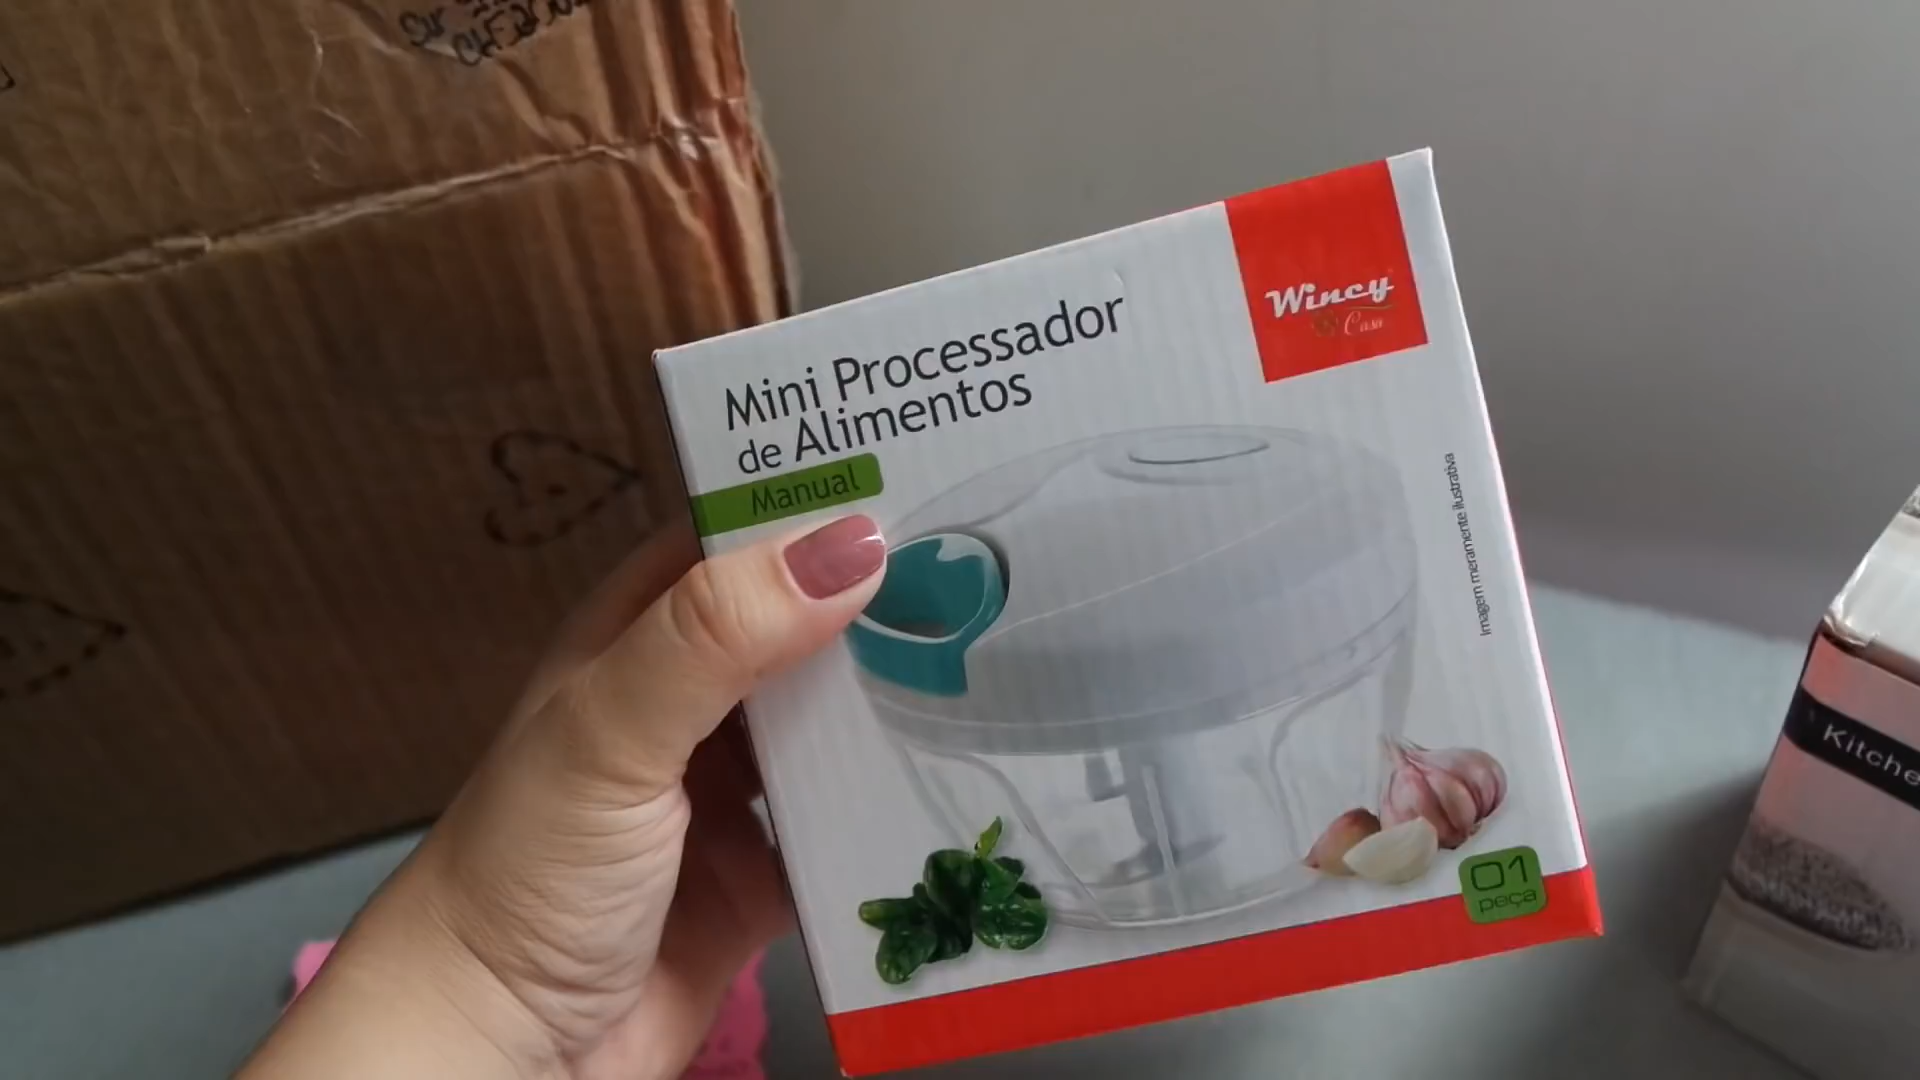 Mini Processador
de Alimentos
Manual
Wincy
Casa
Imagem meramente ilustrativa
01
peça
Kitche